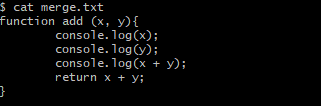 $ cat merge.txt
function add (x, y){
        console.log(x);
        console.log(y);
        console.log(x + y);
        return x + y;
}